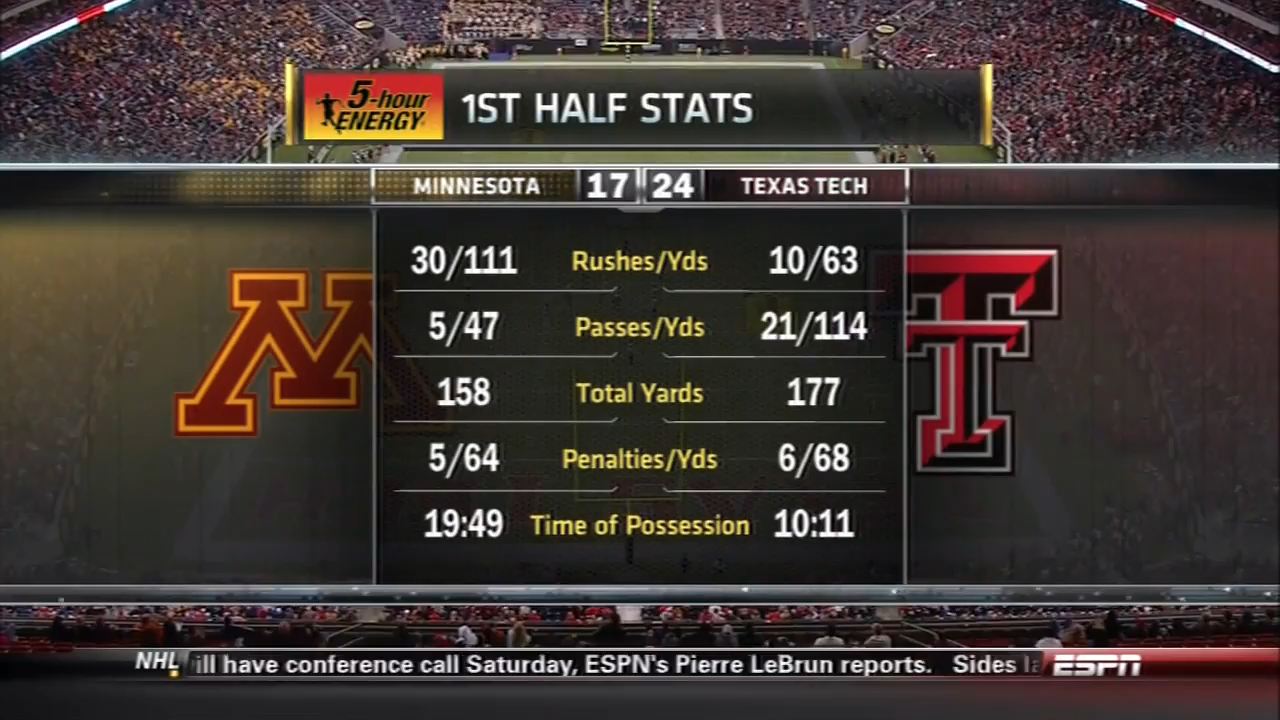 5-hour
ENERGY
1ST HALF STATS
MINNESOTA 17 24 TEXAS TECH
30/111 Rushes/Yds 10/63
5/47 Passes/Yds 21/114
158 Total Yards 177
5/64 Penalties/Yds 6/68
19:49 Time of Possession 10:11
M
TT
NHL ill have conference call Saturday, ESPN's Pierre LeBrun reports. Sides ESPN